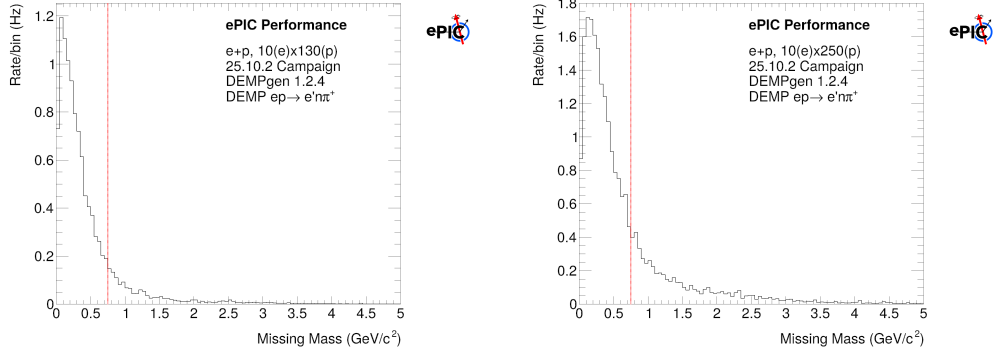 ePIC Performance
e+p, 10(e)x130(p)
25.10.2 Campaign
DEMPgen 1.2.4
DEMP ep→ e'nπ⁺
ePIC
Rate/bin (Hz)
1.2
1
0.8
0.6
0.4
0.2
0
0 0.5 1 1.5 2 2.5 3 3.5 4 4.5 5
Missing Mass (GeV/c²)
ePIC Performance
e+p, 10(e)x250(p)
25.10.2 Campaign
DEMPgen 1.2.4
DEMP ep→ e'nπ⁺
ePIC
Rate/bin (Hz)
1.8
1.6
1.4
1.2
1
0.8
0.6
0.4
0.2
0
0 0.5 1 1.5 2 2.5 3 3.5 4 4.5 5
Missing Mass (GeV/c²)